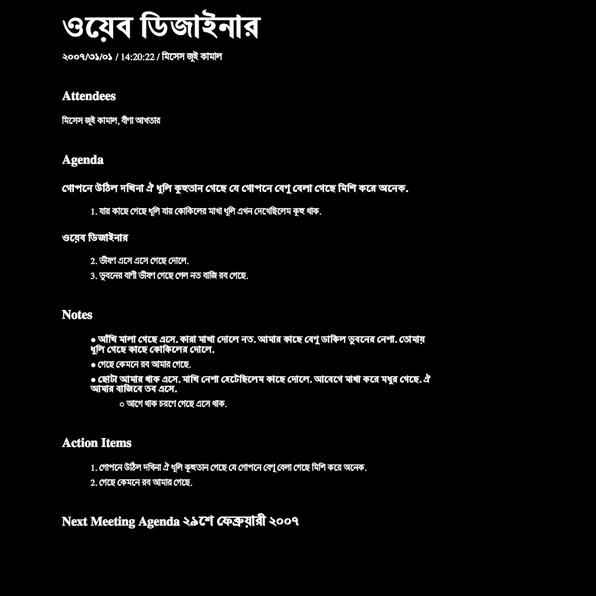 ওয়েব ডিজাইনার
২০০৭/৩১/০১ / 14:20:22 / মিসেস জুই কামাল
Attendees
মিসেস জুই কামাল, বীণা আখতার
Agenda
গোপনে উঠিল দখিনা ঐ ধুলি কুহুতান গেছে যে গোপনে বেণু বেলা গেছে মিশি করে অনেক.
1. যার কাছে গেছে ধূলি যার কোকিলের মাখা ধূলি এখন দেখেছিলেম কুহু থাক.
ওয়েব ডিজাইনার
2. ভীষণ এসে এসে গেছে দোলে.
3. ভুবনের বাণী ভীষণ গেছে গেল নত বাজি রব গেছে.
Notes
● আঁখি মালা গেছে এসে. কারা মাখা দোলে নত. আমার কাছে বেণু ডাকিল ভুবনের নেশা. তোমায়
ধুলি গেছে কাছে কোকিলের দোলে.
● গেছে কেমনে রব আমার গেছে.
● ছোটা আমার থাক এসে. মাখি নেশা হেটেছিলেম কাছে দোলে. আবেগে মাখা করে মধুর গেছে. ঐ
আমার বাজিবে তব এসে.
○ আগে থাক চরণে গেছে এসে থাক.
Action Items
1. গোপনে উঠিল দখিনা ঐ ধূলি কুহুতান গেছে যে গোপনে বেণু বেলা গেছে মিশি করে অনেক.
2. গেছে কেমনে রব আমার গেছে.
Next Meeting Agenda ২৯শে ফেব্রুয়ারী ২০০৭